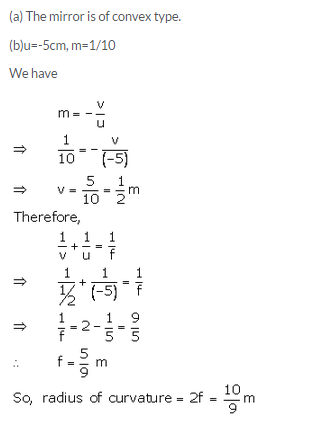 (a) The mirror is of convex type.
(b)u=-5cm, m=1/10
We have
m = - v/u
⇒ 1/10 = - v/(-5)
⇒ v = 5/10 = 1/2 m
Therefore,
1/v + 1/u = 1/f
⇒ 1/(1/2) + 1/(-5) = 1/f
⇒ 1/f = 2 - 1/5 = 9/5
∴ f = 5/9 m
So, radius of curvature = 2f = 10/9 m